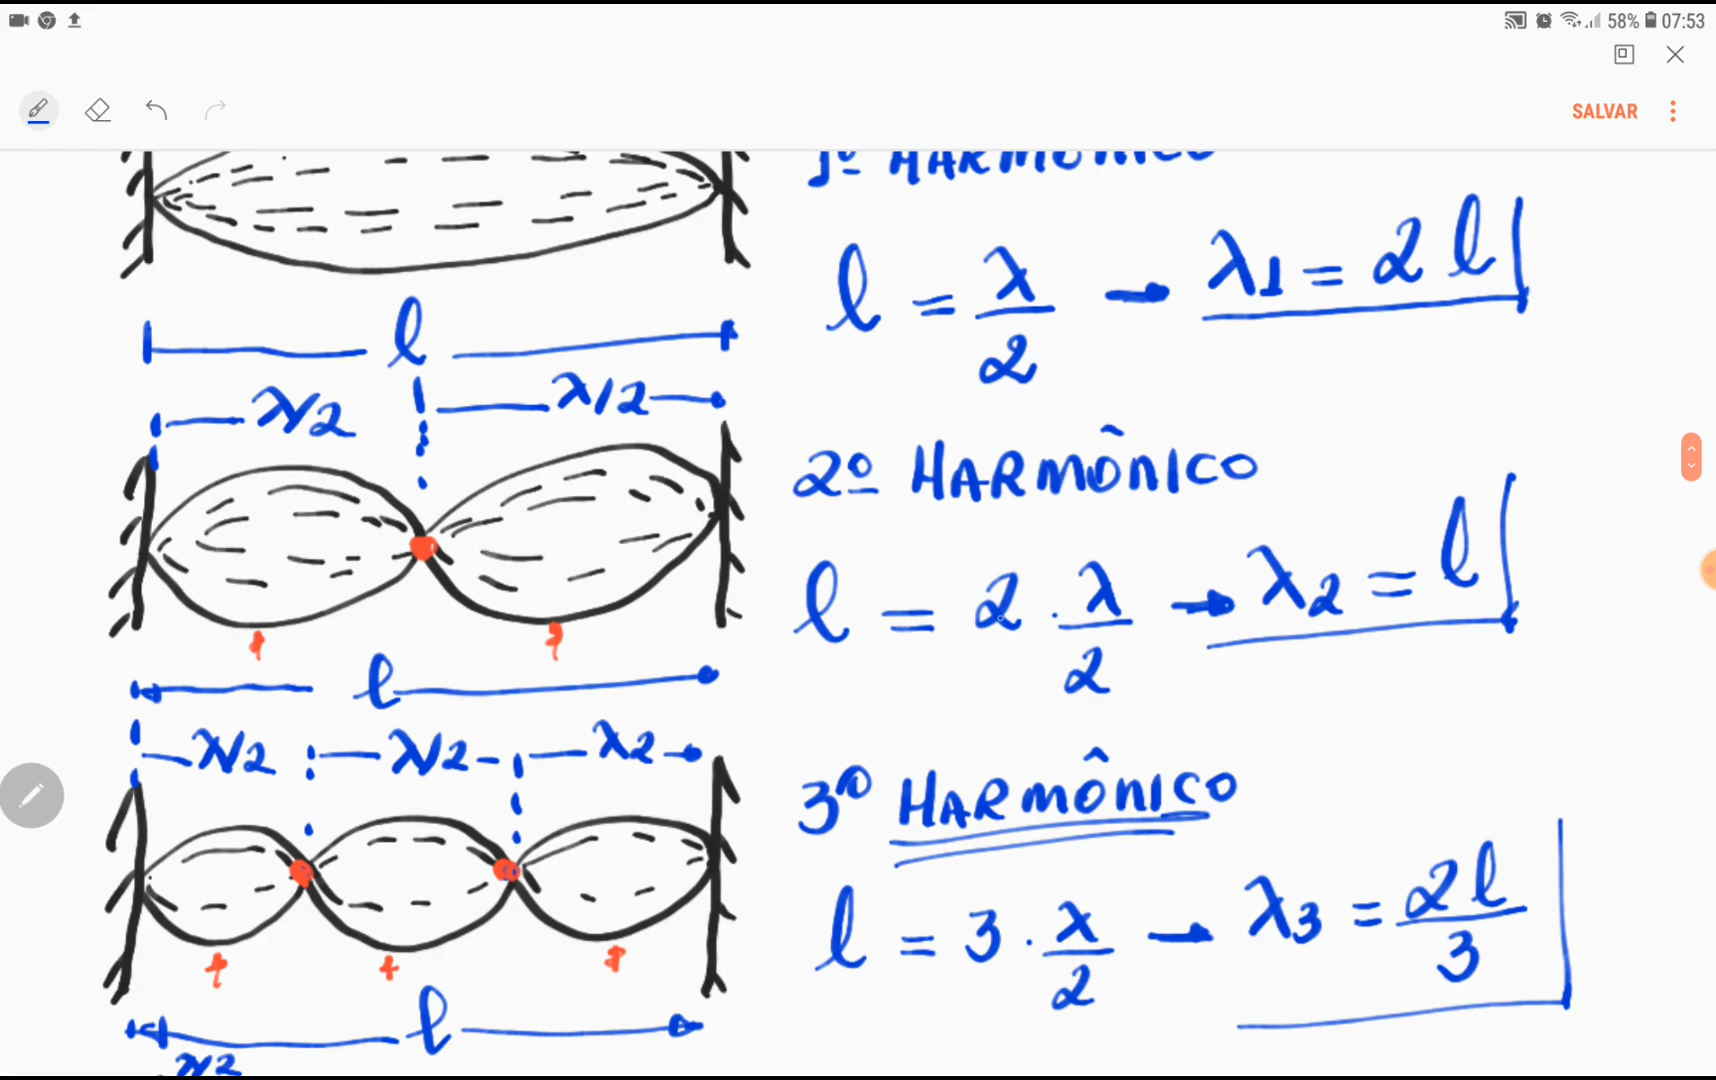 58% 07:53
SALVAR
1º HARMÔNICO
l = λ/2 → λ1 = 2l
l
λ/2 λ/2
2º HARMÔNICO
l = 2 · λ/2 → λ2 = l
l
λ/2 λ/2 λ2
3º HARMÔNICO
l = 3 · λ/2 → λ3 = 2l/3
l
λ/2